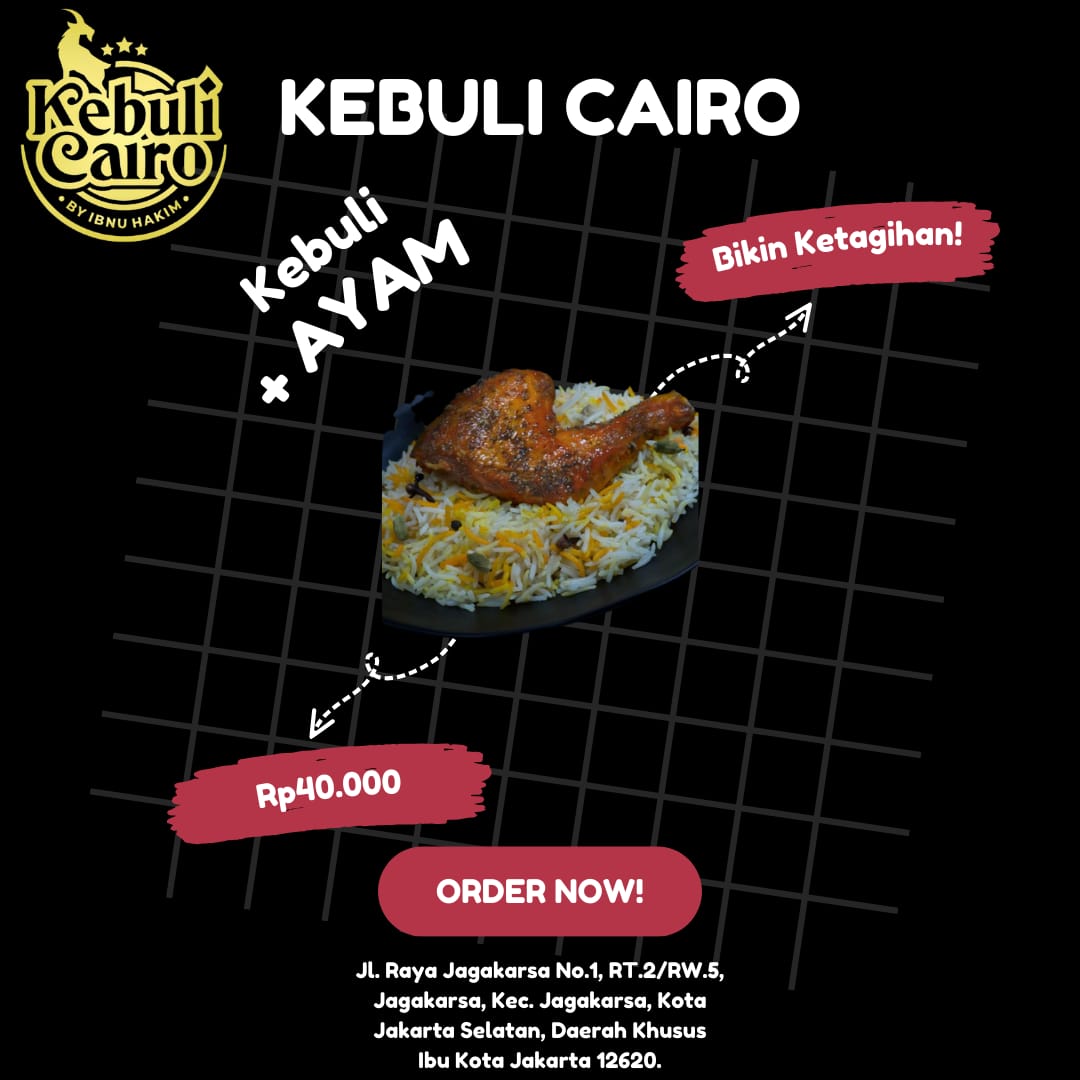 Kebuli
Cairo
• BY IBNU HAKIM •
KEBULI CAIRO
Kebuli
+ AYAM
Bikin Ketagihan!
Rp40.000
ORDER NOW!
Jl. Raya Jagakarsa No.1, RT.2/RW.5,
Jagakarsa, Kec. Jagakarsa, Kota
Jakarta Selatan, Daerah Khusus
Ibu Kota Jakarta 12620.